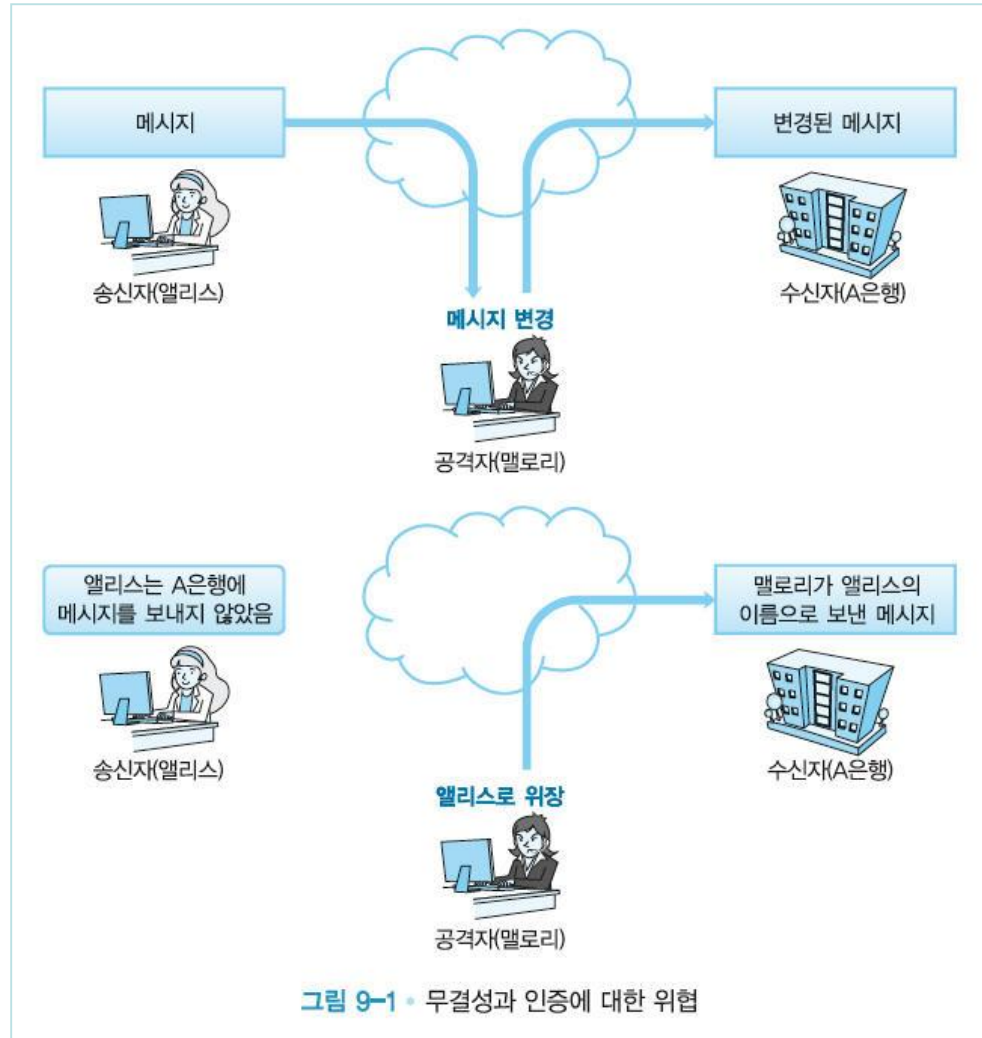 메시지
변경된 메시지
송신자(앨리스)
수신자(A은행)
메시지 변경
공격자(맬로리)
앨리스는 A은행에
메시지를 보내지 않았음
맬로리가 앨리스의
이름으로 보낸 메시지
송신자(앨리스)
수신자(A은행)
앨리스로 위장
공격자(맬로리)
그림 9-1 • 무결성과 인증에 대한 위협